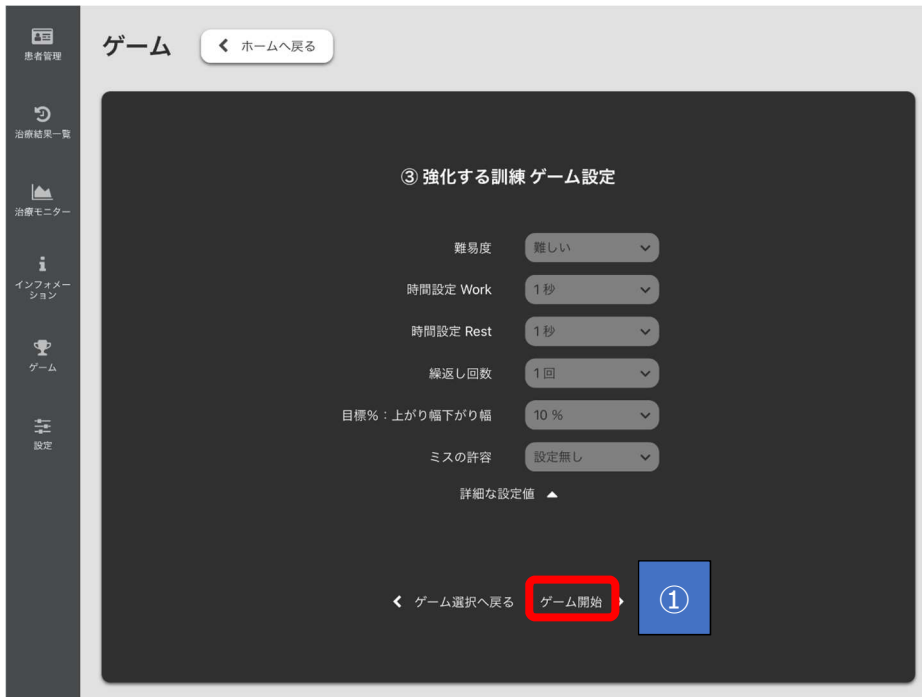 患者管理
治療結果一覧
治療モニター
インフォメー
ション
ゲーム
設定
ゲーム
ホームへ戻る
③ 強化する訓練 ゲーム設定
難易度 難しい
時間設定 Work 1秒
時間設定 Rest 1秒
繰返し回数 1回
目標%：上がり幅下がり幅 10 %
ミスの許容 設定無し
詳細な設定値
ゲーム選択へ戻る ゲーム開始 ①